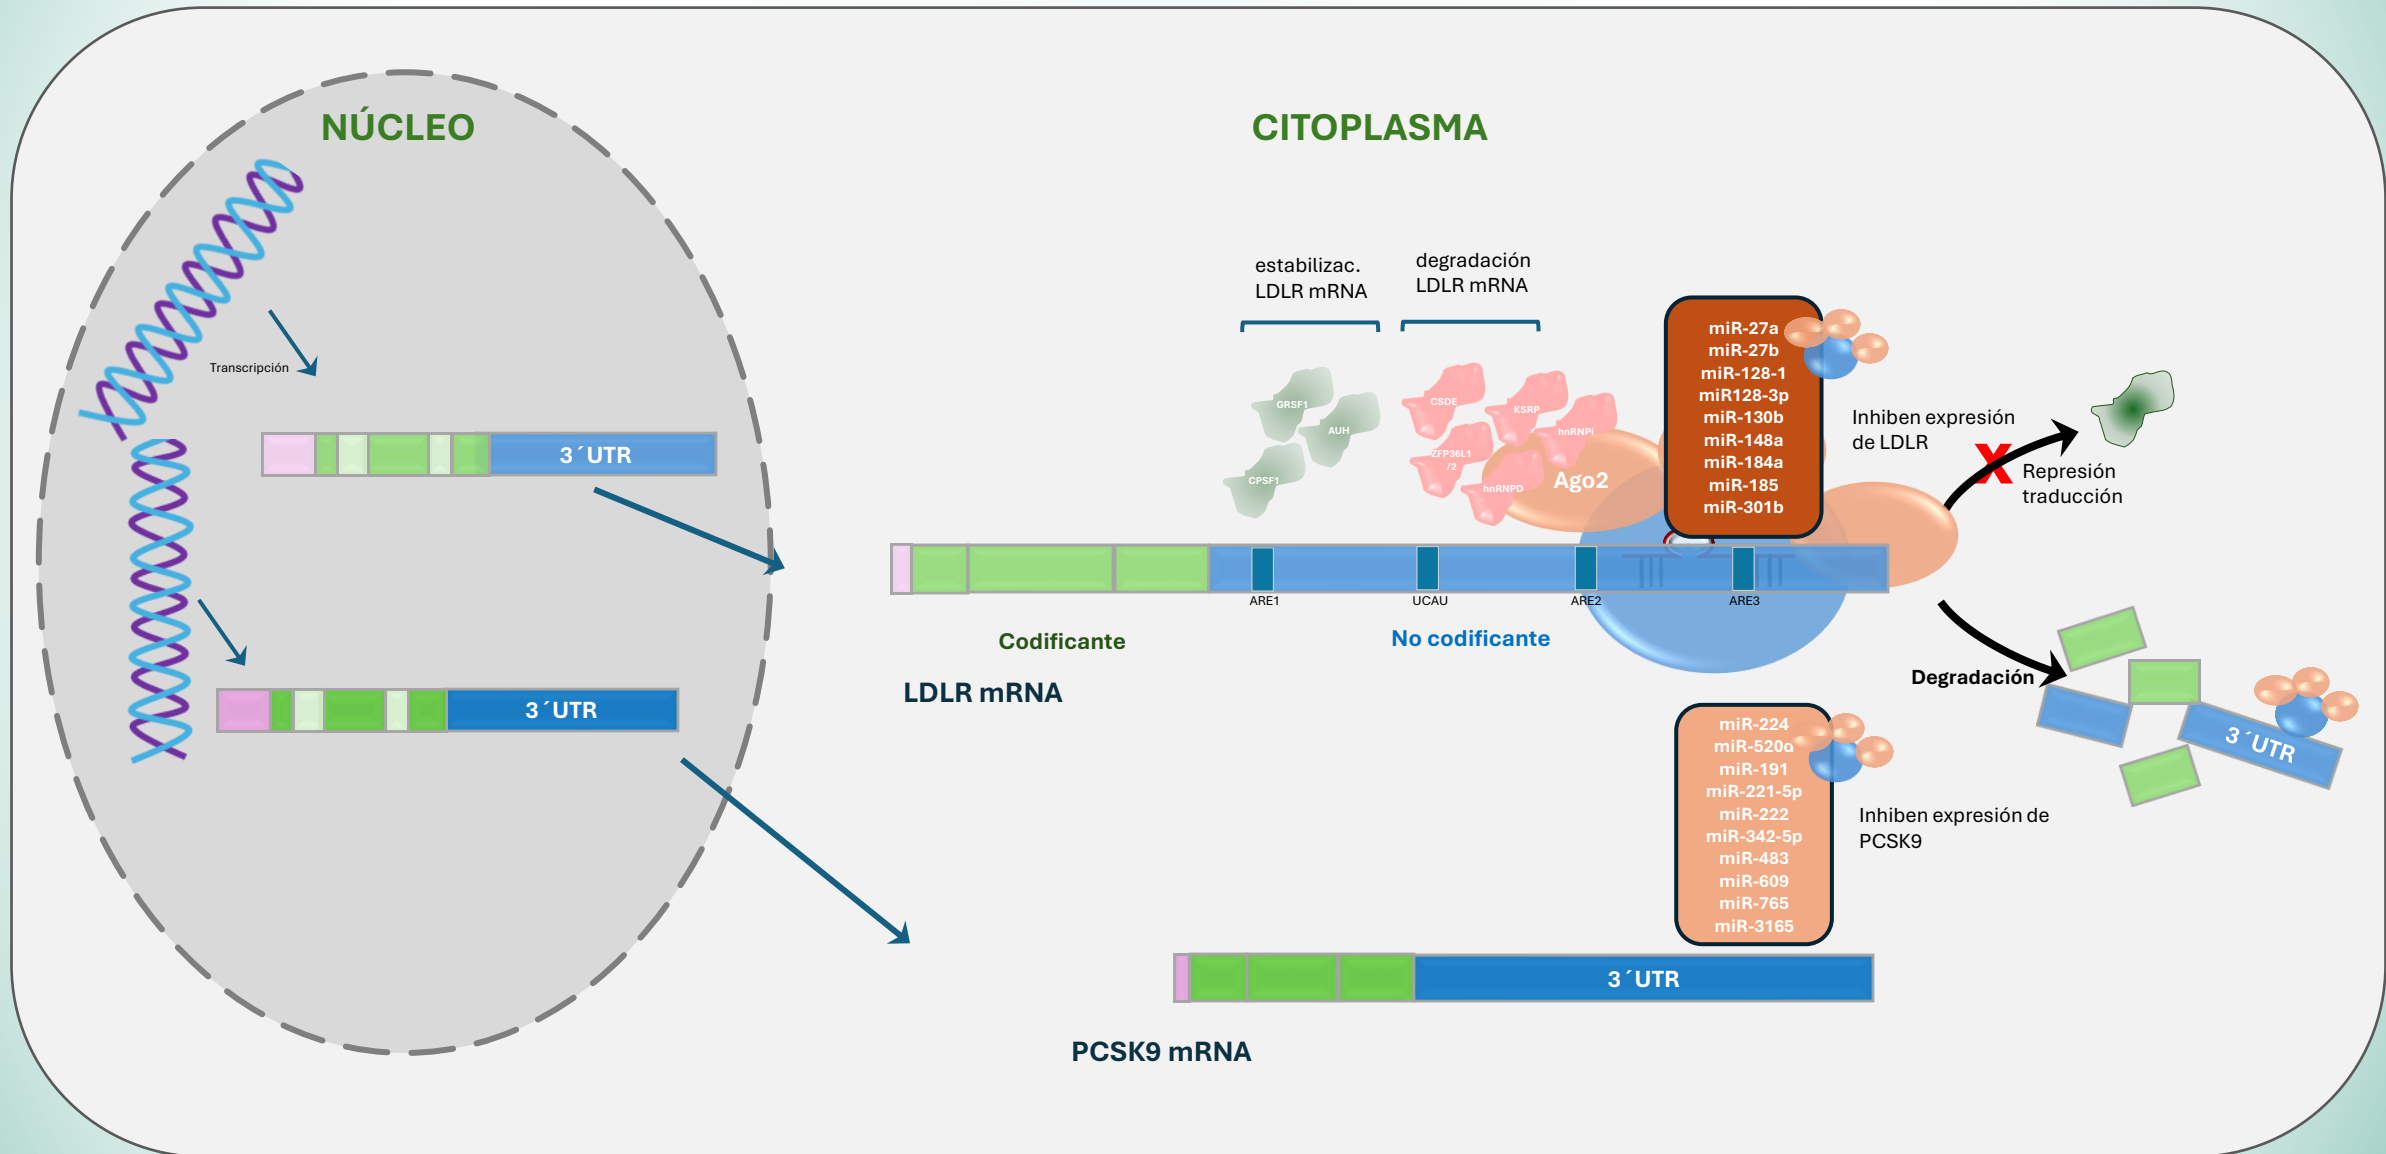 NÚCLEO
Transcripción
3´UTR
3´UTR
CITOPLASMA
estabilizac.
LDLR mRNA
degradación
LDLR mRNA
GRSF1
AUH
CPSF1
CSDE
KSRP
hnRNPi
ZFP36L1
/2
hnRNPD
Ago2
miR-27a
miR-27b
miR-128-1
miR128-3p
miR-130b
miR-148a
miR-184a
miR-185
miR-301b
Inhiben expresión
de LDLR
X
Represión
traducción
ARE1
UCAU
ARE2
ARE3
Codificante
No codificante
LDLR mRNA
Degradación
3´UTR
miR-224
miR-520d
miR-191
miR-221-5p
miR-222
miR-342-5p
miR-483
miR-609
miR-765
miR-3165
Inhiben expresión de
PCSK9
3´UTR
PCSK9 mRNA